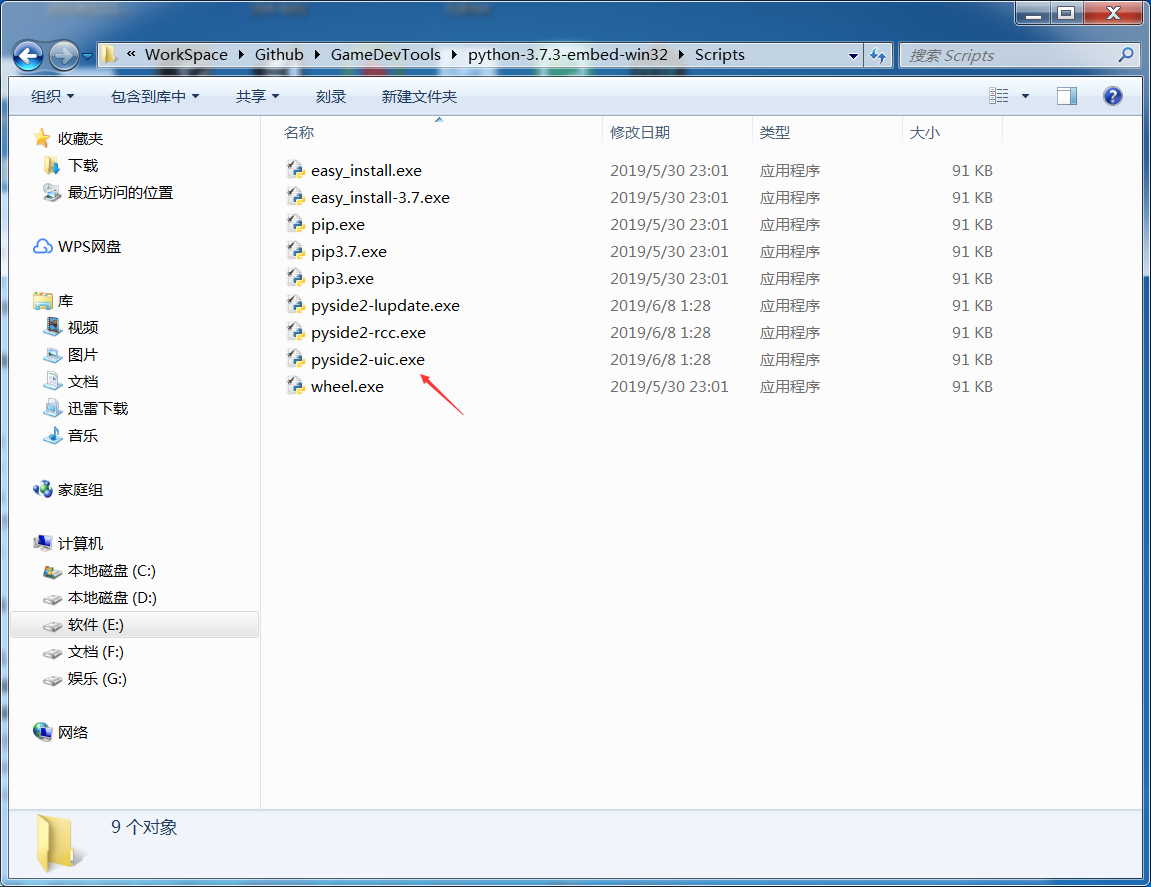 « WorkSpace Github GameDevTools python-3.7.3-embed-win32 Scripts 搜索 Scripts
组织 包含到库中 共享 刻录 新建文件夹
名称 修改日期 类型 大小
收藏夹
下载
最近访问的位置
WPS网盘
库
视频
图片
文档
迅雷下载
音乐
家庭组
计算机
本地磁盘 (C:)
本地磁盘 (D:)
软件 (E:)
文档 (F:)
娱乐 (G:)
网络
easy_install.exe 2019/5/30 23:01 应用程序 91 KB
easy_install-3.7.exe 2019/5/30 23:01 应用程序 91 KB
pip.exe 2019/5/30 23:01 应用程序 91 KB
pip3.7.exe 2019/5/30 23:01 应用程序 91 KB
pip3.exe 2019/5/30 23:01 应用程序 91 KB
pyside2-lupdate.exe 2019/6/8 1:28 应用程序 91 KB
pyside2-rcc.exe 2019/6/8 1:28 应用程序 91 KB
pyside2-uic.exe 2019/6/8 1:28 应用程序 91 KB
wheel.exe 2019/5/30 23:01 应用程序 91 KB
9 个对象